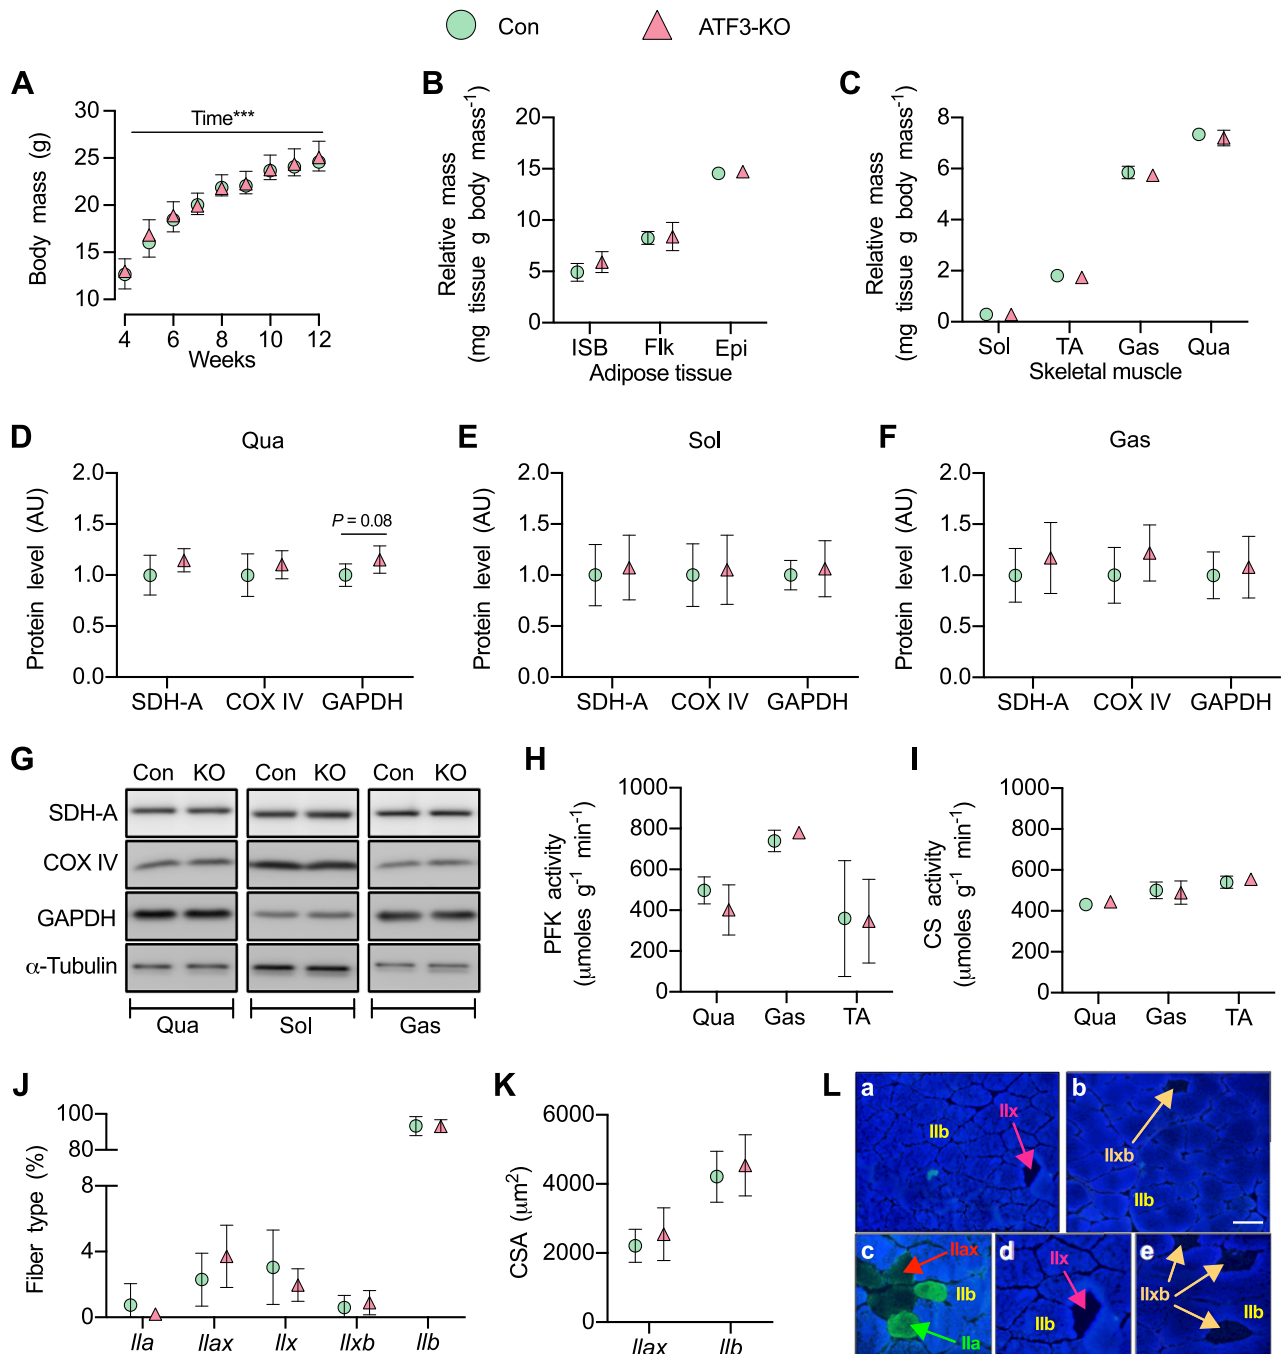 Con ATF3-KO
A
Body mass (g)
30
25
20
15
10
Time***
4 6 8 10 12
Weeks
B
Relative mass
(mg tissue g body mass⁻¹)
20
15
10
5
0
ISB Flk Epi
Adipose tissue
C
Relative mass
(mg tissue g body mass⁻¹)
8
6
4
2
0
Sol TA Gas Qua
Skeletal muscle
D Qua
Protein level (AU)
2.0
1.5
1.0
0.5
0.0
P = 0.08
SDH-A COX IV GAPDH
E Sol
Protein level (AU)
2.0
1.5
1.0
0.5
0.0
SDH-A COX IV GAPDH
F Gas
Protein level (AU)
2.0
1.5
1.0
0.5
0.0
SDH-A COX IV GAPDH
G
Con KO Con KO Con KO
SDH-A
COX IV
GAPDH
α-Tubulin
Qua Sol Gas
H
PFK activity
(μmoles g⁻¹ min⁻¹)
1000
800
600
400
200
0
Qua Gas TA
I
CS activity
(μmoles g⁻¹ min⁻¹)
1000
800
600
400
200
0
Qua Gas TA
J
Fiber type (%)
100
80
8
4
0
IIa IIax IIx IIxb IIb
K
CSA (μm²)
6000
4000
2000
0
IIax IIb
L
a
IIb
IIx
b
IIxb
IIb
c
IIax
IIb
IIa
d
IIx
IIb
e
IIxb
IIb